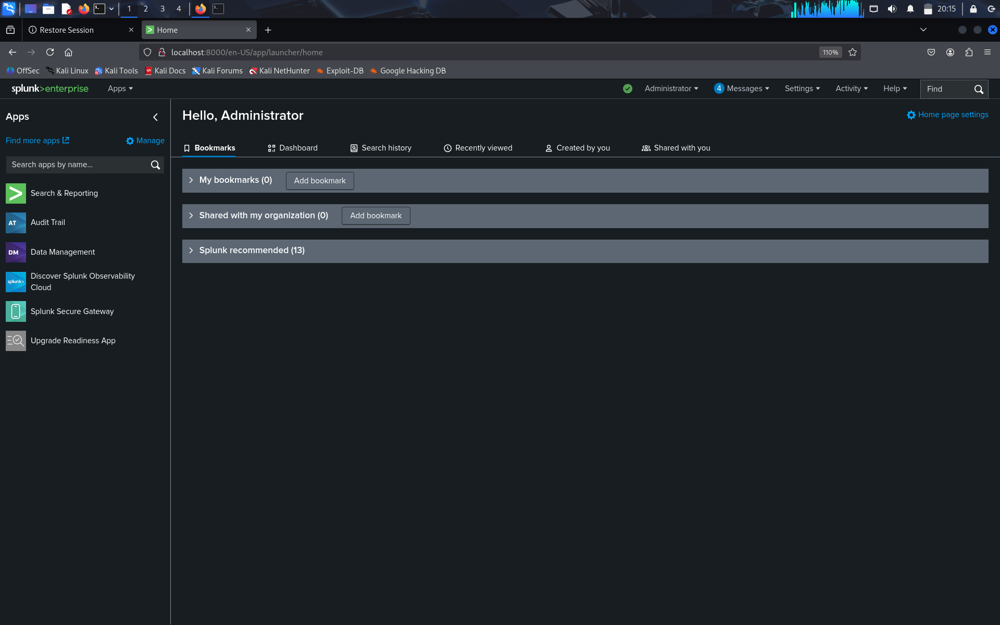 1 2 3 4 20:15
Restore Session Home
localhost:8000/en-US/app/launcher/home 110%
OffSec Kali Linux Kali Tools Kali Docs Kali Forums Kali NetHunter Exploit-DB Google Hacking DB
splunk>enterprise Apps Administrator 4 Messages Settings Activity Help Find
Apps
Hello, Administrator
Home page settings
Find more apps Manage
Bookmarks Dashboard Search history Recently viewed Created by you Shared with you
Search apps by name...
My bookmarks (0) Add bookmark
Search & Reporting
Shared with my organization (0) Add bookmark
AT Audit Trail
Splunk recommended (13)
DM Data Management
splunk> Discover Splunk Observability
Cloud
Splunk Secure Gateway
Upgrade Readiness App